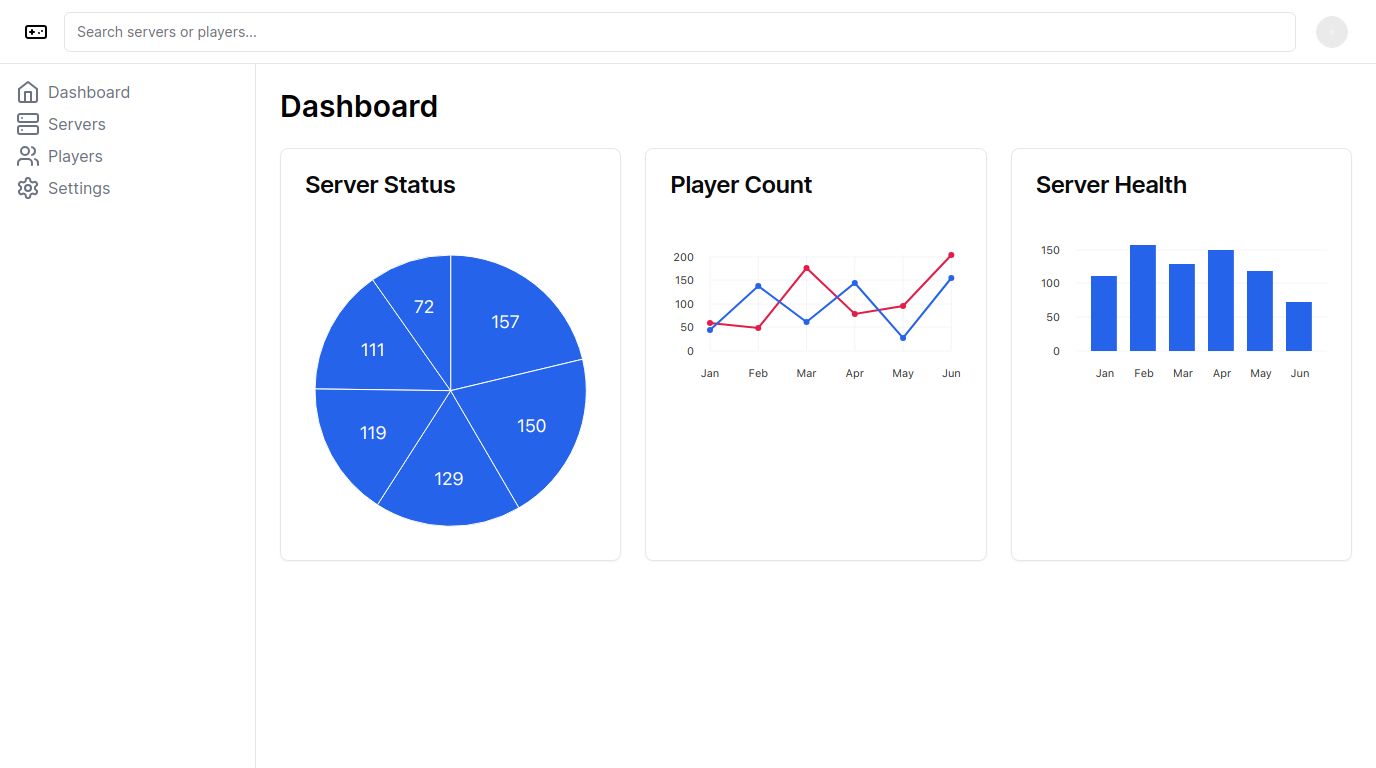 Search servers or players...
Dashboard
Servers
Players
Settings
Dashboard
Server Status
72
157
111
150
119
129
Player Count
200
150
100
50
0
Jan Feb Mar Apr May Jun
Server Health
150
100
50
0
Jan Feb Mar Apr May Jun